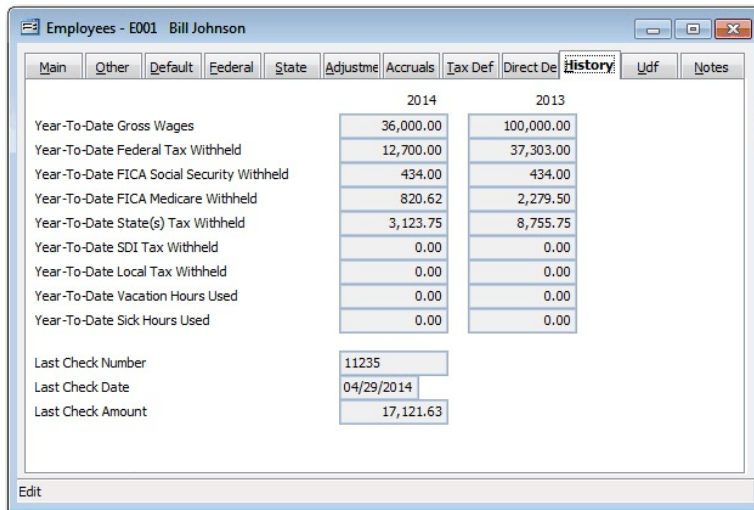 Employees - E001 Bill Johnson
Main Other Default Federal State Adjustme Accruals Tax Def Direct De History Udf Notes
2014 2013
Year-To-Date Gross Wages 36,000.00 100,000.00
Year-To-Date Federal Tax Withheld 12,700.00 37,303.00
Year-To-Date FICA Social Security Withheld 434.00 434.00
Year-To-Date FICA Medicare Withheld 820.62 2,279.50
Year-To-Date State(s) Tax Withheld 3,123.75 8,755.75
Year-To-Date SDI Tax Withheld 0.00 0.00
Year-To-Date Local Tax Withheld 0.00 0.00
Year-To-Date Vacation Hours Used 0.00 0.00
Year-To-Date Sick Hours Used 0.00 0.00
Last Check Number 11235
Last Check Date 04/29/2014
Last Check Amount 17,121.63
Edit